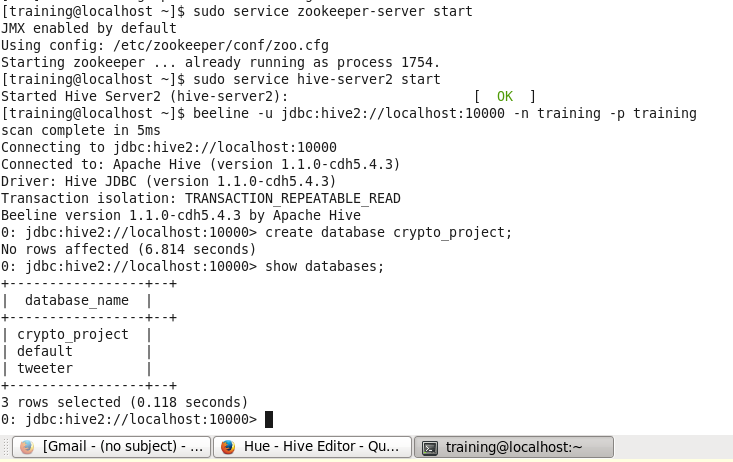 [training@localhost ~]$ sudo service zookeeper-server start
JMX enabled by default
Using config: /etc/zookeeper/conf/zoo.cfg
Starting zookeeper ... already running as process 1754.
[training@localhost ~]$ sudo service hive-server2 start
Started Hive Server2 (hive-server2):                       [  OK  ]
[training@localhost ~]$ beeline -u jdbc:hive2://localhost:10000 -n training -p training
scan complete in 5ms
Connecting to jdbc:hive2://localhost:10000
Connected to: Apache Hive (version 1.1.0-cdh5.4.3)
Driver: Hive JDBC (version 1.1.0-cdh5.4.3)
Transaction isolation: TRANSACTION_REPEATABLE_READ
Beeline version 1.1.0-cdh5.4.3 by Apache Hive
0: jdbc:hive2://localhost:10000> create database crypto_project;
No rows affected (6.814 seconds)
0: jdbc:hive2://localhost:10000> show databases;
+-----------------+--+
|  database_name  |
+-----------------+--+
| crypto_project  |
| default         |
| tweeter         |
+-----------------+--+
3 rows selected (0.118 seconds)
0: jdbc:hive2://localhost:10000>
[Gmail - (no subject) - ... Hue - Hive Editor - Qu... training@localhost:~